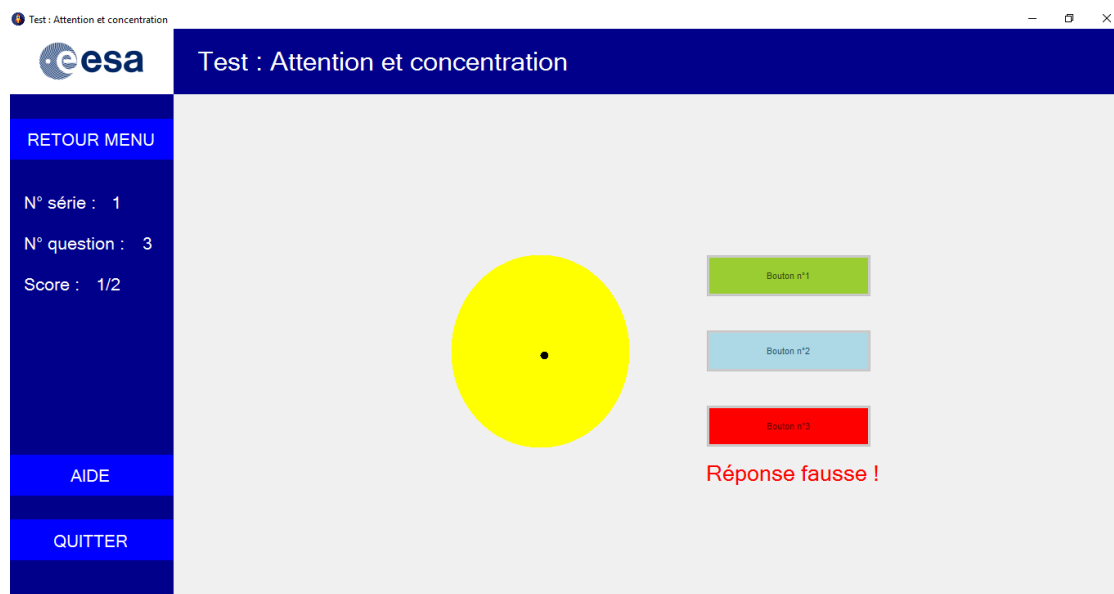 Test : Attention et concentration
esa
Test : Attention et concentration
RETOUR MENU
N° série : 1
N° question : 3
Score : 1/2
AIDE
QUITTER
Bouton n°1
Bouton n°2
Bouton n°3
Réponse fausse !